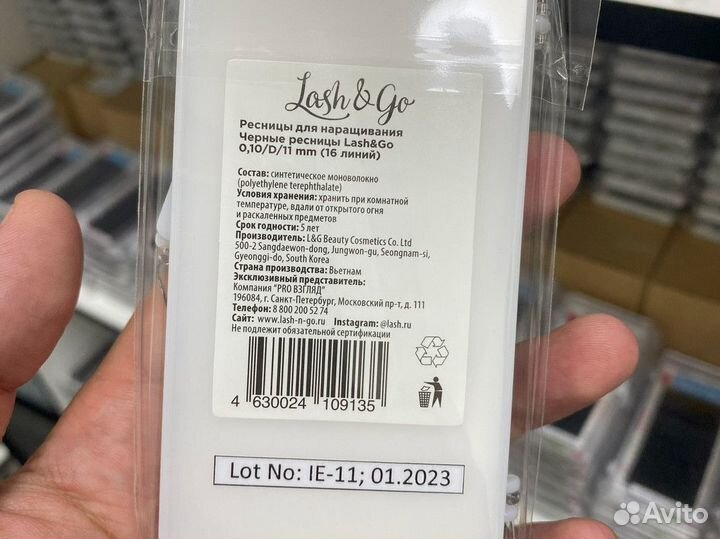 Lash & Go
Ресницы для наращивания
Черные ресницы Lash&Go
0,10/D/11 mm (16 линий)
Состав: синтетическое моноволокно
(polyethylene terephthalate)
Условия хранения: хранить при комнатной
температуре, вдали от открытого огня
и раскаленных предметов
Срок годности: 5 лет
Производитель: L&G Beauty Cosmetics Co. Ltd
500-2 Sangdaewon-dong, Jungwon-gu, Seongnam-si,
Gyeonggi-do, South Korea
Страна производства: Вьетнам
Эксклюзивный представитель:
Компания "PRO ВЗГЛЯД"
196084, г. Санкт-Петербург, Московский пр-т, д. 111
Телефон: 8 800 200 52 74
Сайт: www.lash-n-go.ru Instagram: @lash.ru
Не подлежит обязательной сертификации
4 630024 109135
Lot No: IE-11; 01.2023
Avito